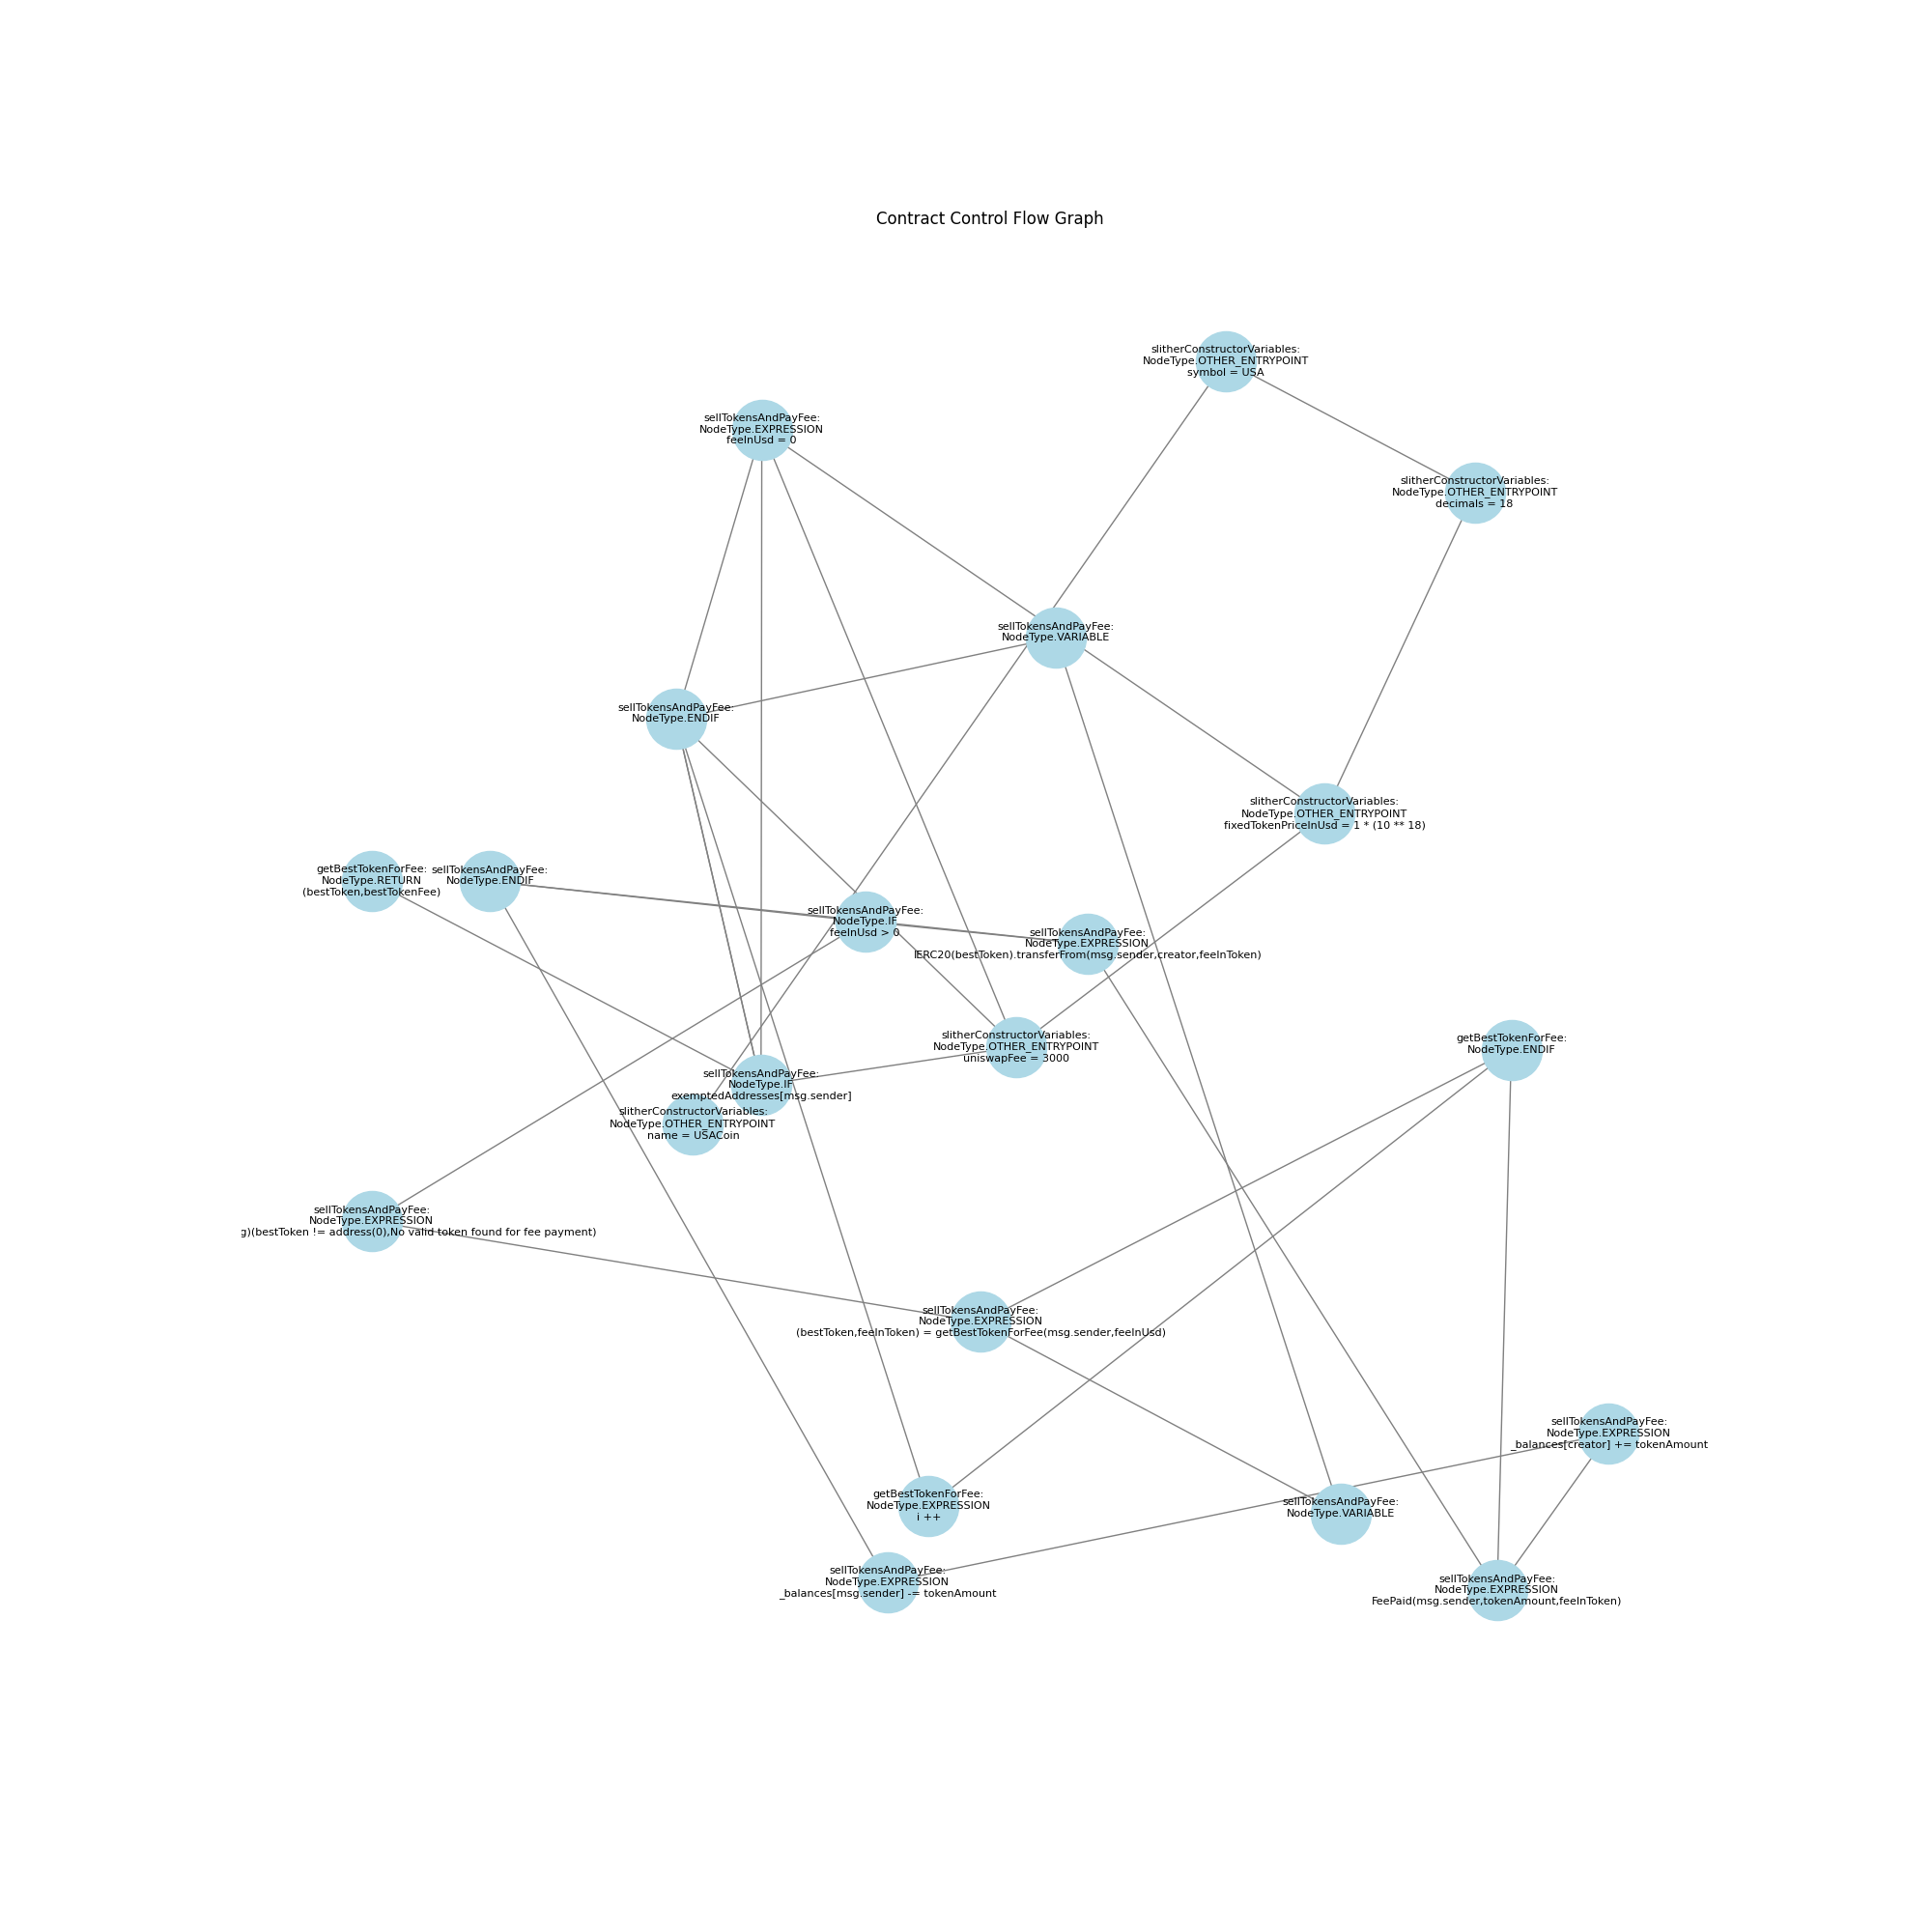 Contract Control Flow Graph
slitherConstructorVariables:
NodeType.OTHER_ENTRYPOINT
symbol = USA
sellTokensAndPayFee:
NodeType.EXPRESSION
feeInUsd = 0
slitherConstructorVariables:
NodeType.OTHER_ENTRYPOINT
decimals = 18
sellTokensAndPayFee:
NodeType.VARIABLE
sellTokensAndPayFee:
NodeType.ENDIF
slitherConstructorVariables:
NodeType.OTHER_ENTRYPOINT
fixedTokenPriceInUsd = 1 * (10 ** 18)
getBestTokenForFee:
NodeType.RETURN
(bestToken,bestTokenFee)
sellTokensAndPayFee:
NodeType.ENDIF
sellTokensAndPayFee:
NodeType.IF
feeInUsd > 0
sellTokensAndPayFee:
NodeType.EXPRESSION
IERC20(bestToken).transferFrom(msg.sender,creator,feeInToken)
slitherConstructorVariables:
NodeType.OTHER_ENTRYPOINT
uniswapFee = 3000
getBestTokenForFee:
NodeType.ENDIF
sellTokensAndPayFee:
NodeType.IF
exemptedAddresses[msg.sender]
slitherConstructorVariables:
NodeType.OTHER_ENTRYPOINT
name = USACoin
sellTokensAndPayFee:
NodeType.EXPRESSION
g)(bestToken != address(0),No valid token found for fee payment)
sellTokensAndPayFee:
NodeType.EXPRESSION
(bestToken,feeInToken) = getBestTokenForFee(msg.sender,feeInUsd)
sellTokensAndPayFee:
NodeType.EXPRESSION
_balances[creator] += tokenAmount
getBestTokenForFee:
NodeType.EXPRESSION
i ++
sellTokensAndPayFee:
NodeType.VARIABLE
sellTokensAndPayFee:
NodeType.EXPRESSION
_balances[msg.sender] -= tokenAmount
sellTokensAndPayFee:
NodeType.EXPRESSION
FeePaid(msg.sender,tokenAmount,feeInToken)